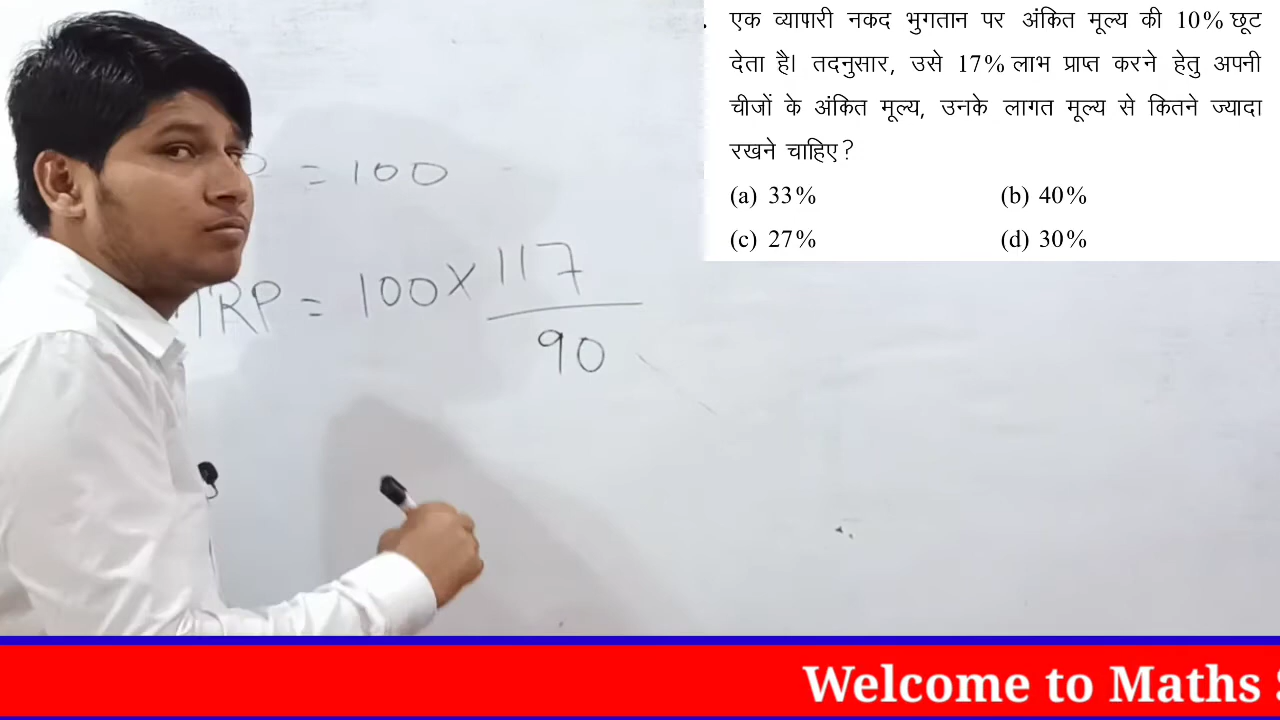 एक व्यापारी नकद भुगतान पर अंकित मूल्य की 10% छूट
देता है। तदनुसार, उसे 17% लाभ प्राप्त करने हेतु अपनी
चीजों के अंकित मूल्य, उनके लागत मूल्य से कितने ज्यादा
रखने चाहिए?
(a) 33% (b) 40%
(c) 27% (d) 30%
P = 100
MRP = 100 × 117
90
Welcome to Maths